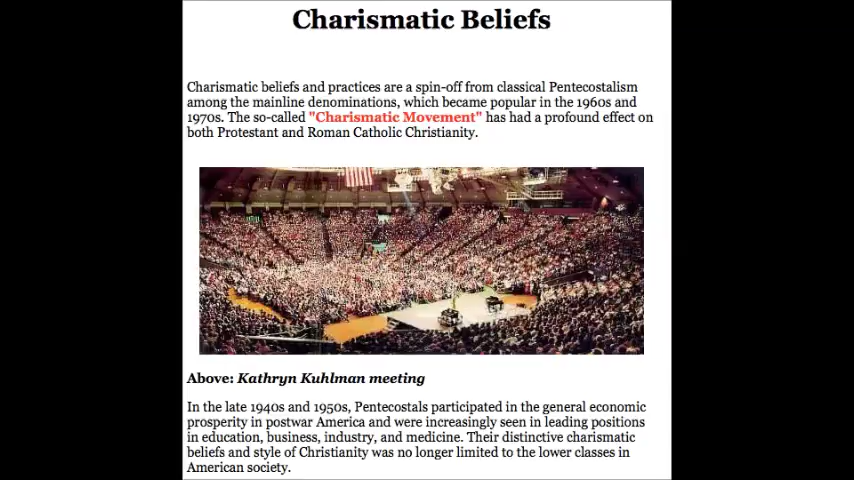 Charismatic Beliefs
Charismatic beliefs and practices are a spin-off from classical Pentecostalism
among the mainline denominations, which became popular in the 1960s and
1970s. The so-called "Charismatic Movement" has had a profound effect on
both Protestant and Roman Catholic Christianity.
Above: Kathryn Kuhlman meeting
In the late 1940s and 1950s, Pentecostals participated in the general economic
prosperity in postwar America and were increasingly seen in leading positions
in education, business, industry, and medicine. Their distinctive charismatic
beliefs and style of Christianity was no longer limited to the lower classes in
American society.